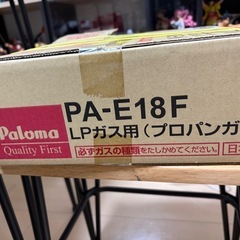 PA-E18F
Paloma
Quality First
LPガス用(プロパンガ
必ずガスの種類をたしかめてください。
日